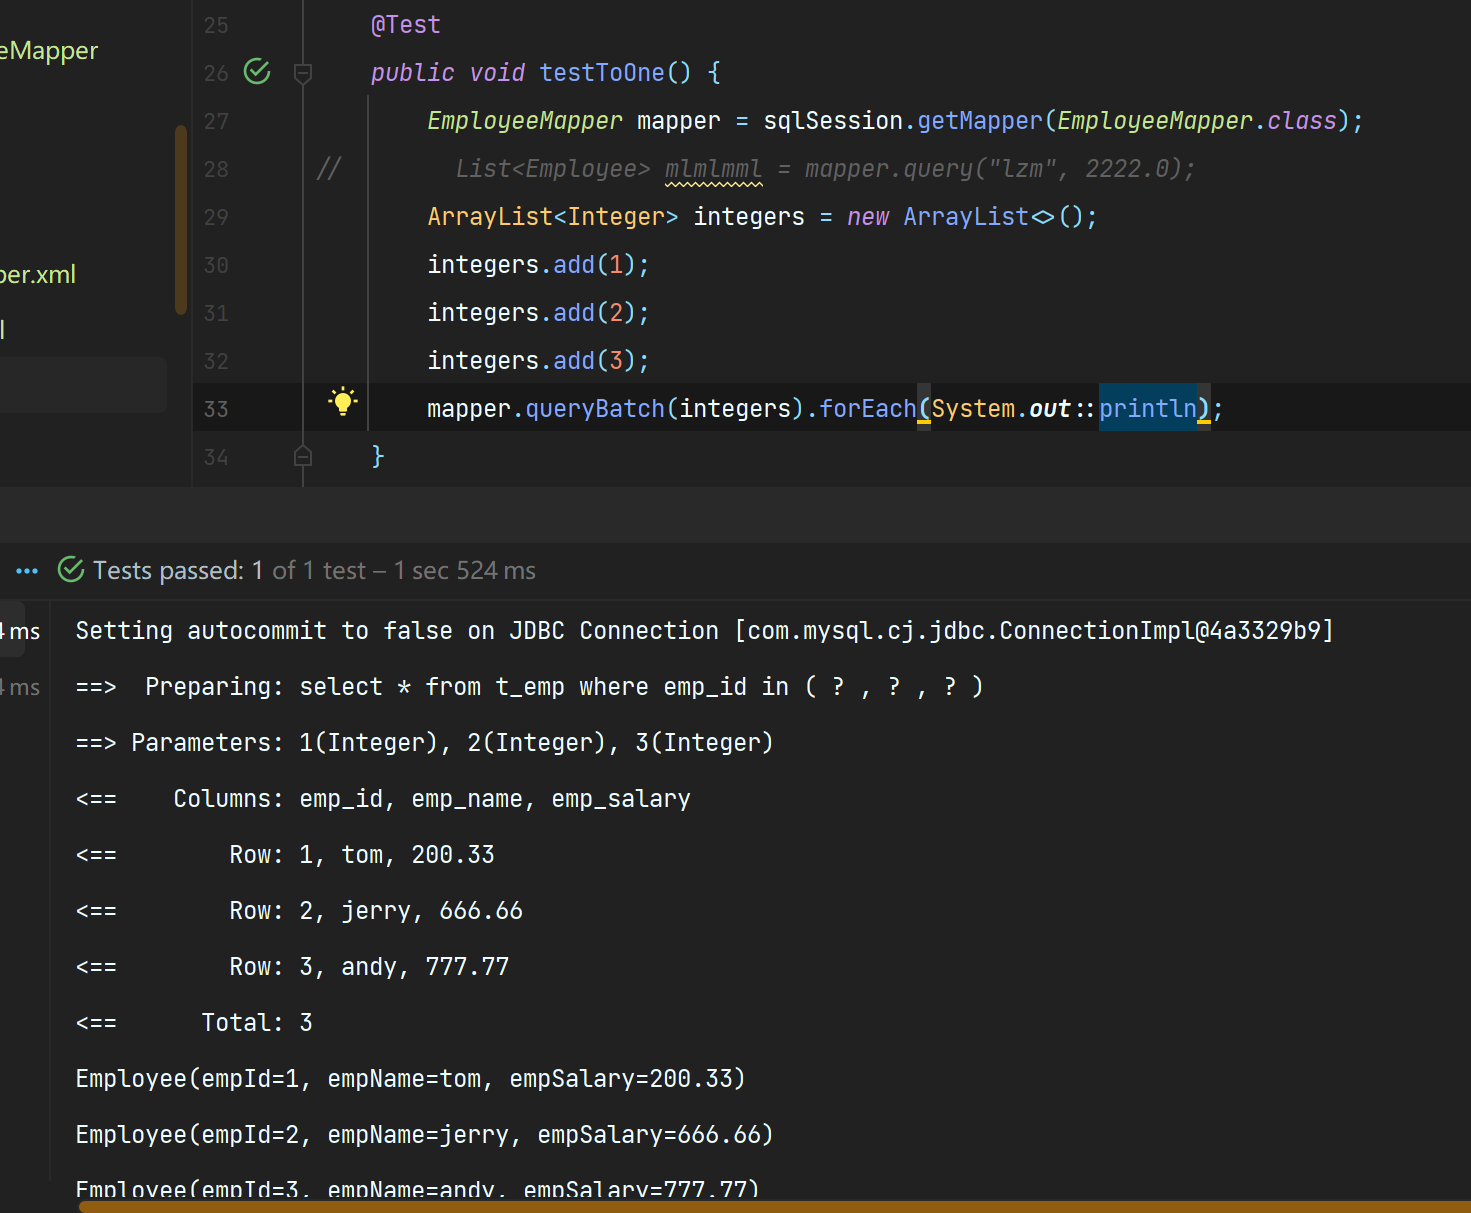 eMapper
per.xml
l
25 @Test
26 public void testToOne() {
27 EmployeeMapper mapper = sqlSession.getMapper(EmployeeMapper.class);
28 // List<Employee> mlmlmml = mapper.query("lzm", 2222.0);
29 ArrayList<Integer> integers = new ArrayList<>();
30 integers.add(1);
31 integers.add(2);
32 integers.add(3);
33 mapper.queryBatch(integers).forEach(System.out::println);
34 }
Tests passed: 1 of 1 test – 1 sec 524 ms
4 ms
4 ms
Setting autocommit to false on JDBC Connection [com.mysql.cj.jdbc.ConnectionImpl@4a3329b9]
==>  Preparing: select * from t_emp where emp_id in ( ? , ? , ? )
==> Parameters: 1(Integer), 2(Integer), 3(Integer)
<==    Columns: emp_id, emp_name, emp_salary
<==        Row: 1, tom, 200.33
<==        Row: 2, jerry, 666.66
<==        Row: 3, andy, 777.77
<==      Total: 3
Employee(empId=1, empName=tom, empSalary=200.33)
Employee(empId=2, empName=jerry, empSalary=666.66)
Employee(empId=3, empName=andy, empSalary=777.77)